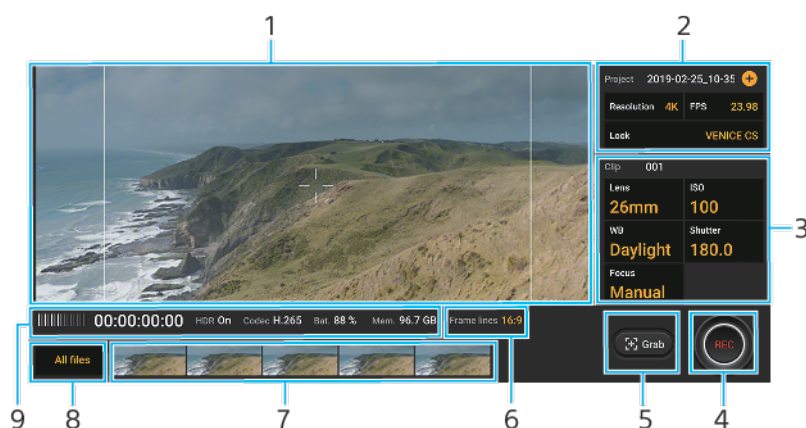 1
2
Project 2019-02-25_10-35 +
Resolution 4K FPS 23.98
Look VENICE CS
Clip 001
Lens ISO
26mm 100
WB Shutter
Daylight 180.0
Focus
Manual
3
00:00:00:00 HDR On Codec H.265 Bat. 88 % Mem. 96.7 GB Frame lines 16:9
Grab REC
All files
9 8 7 6 5 4